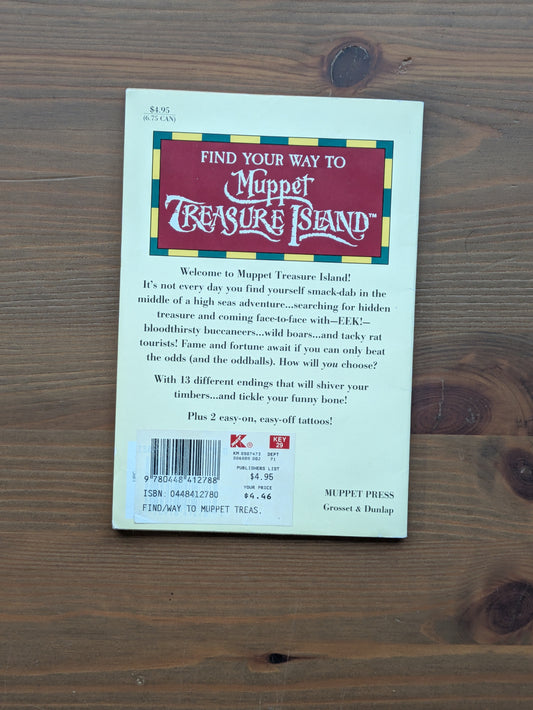 $4.95
(6.75 CAN)
FIND YOUR WAY TO
Muppet
TREASURE ISLAND™
Welcome to Muppet Treasure Island!
It's not every day you find yourself smack-dab in the
middle of a high seas adventure...searching for hidden
treasure and coming face-to-face with—EEK!—
bloodthirsty buccaneers...wild boars...and tacky rat
tourists! Fame and fortune await if you can only beat
the odds (and the oddballs). How will you choose?
With 13 different endings that will shiver your
timbers...and tickle your funny bone!
Plus 2 easy-on, easy-off tattoos!
K®
KEY
29
DEPT
71
PUBLISHERS LIST
$4.95
YOUR PRICE
$4.46
9 780448 412788
ISBN: 0448412780
FIND/WAY TO MUPPET TREAS.
MUPPET PRESS
Grosset & Dunlap